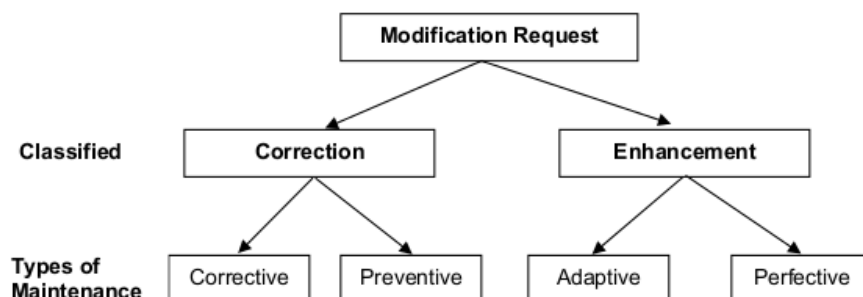 Modification Request
Classified
Correction
Enhancement
Types of
Maintenance
Corrective
Preventive
Adaptive
Perfective